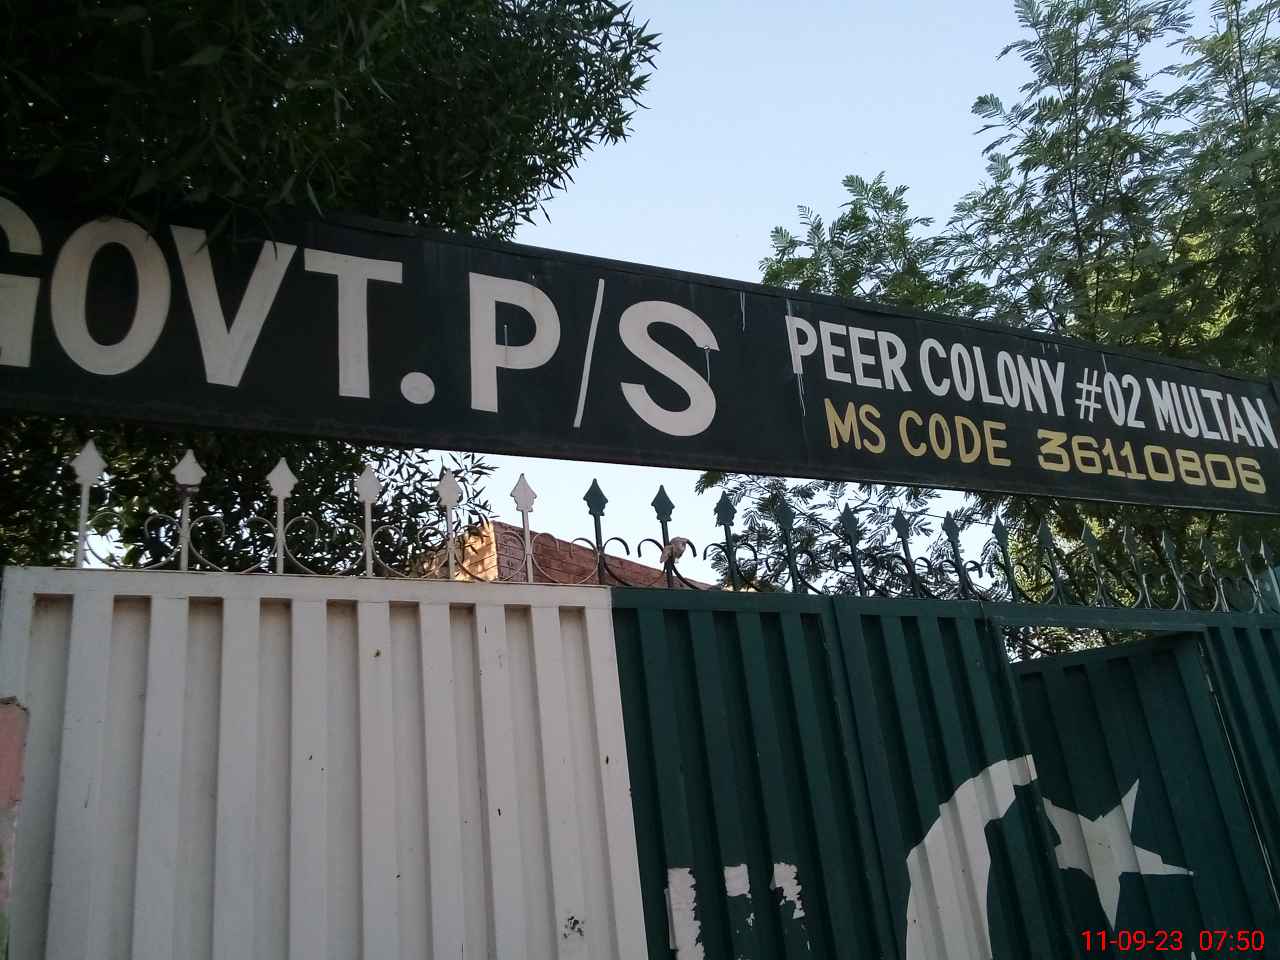 GOVT. P/S
PEER COLONY #02 MULTAN
MS CODE 36110806
11-09-23 07:50